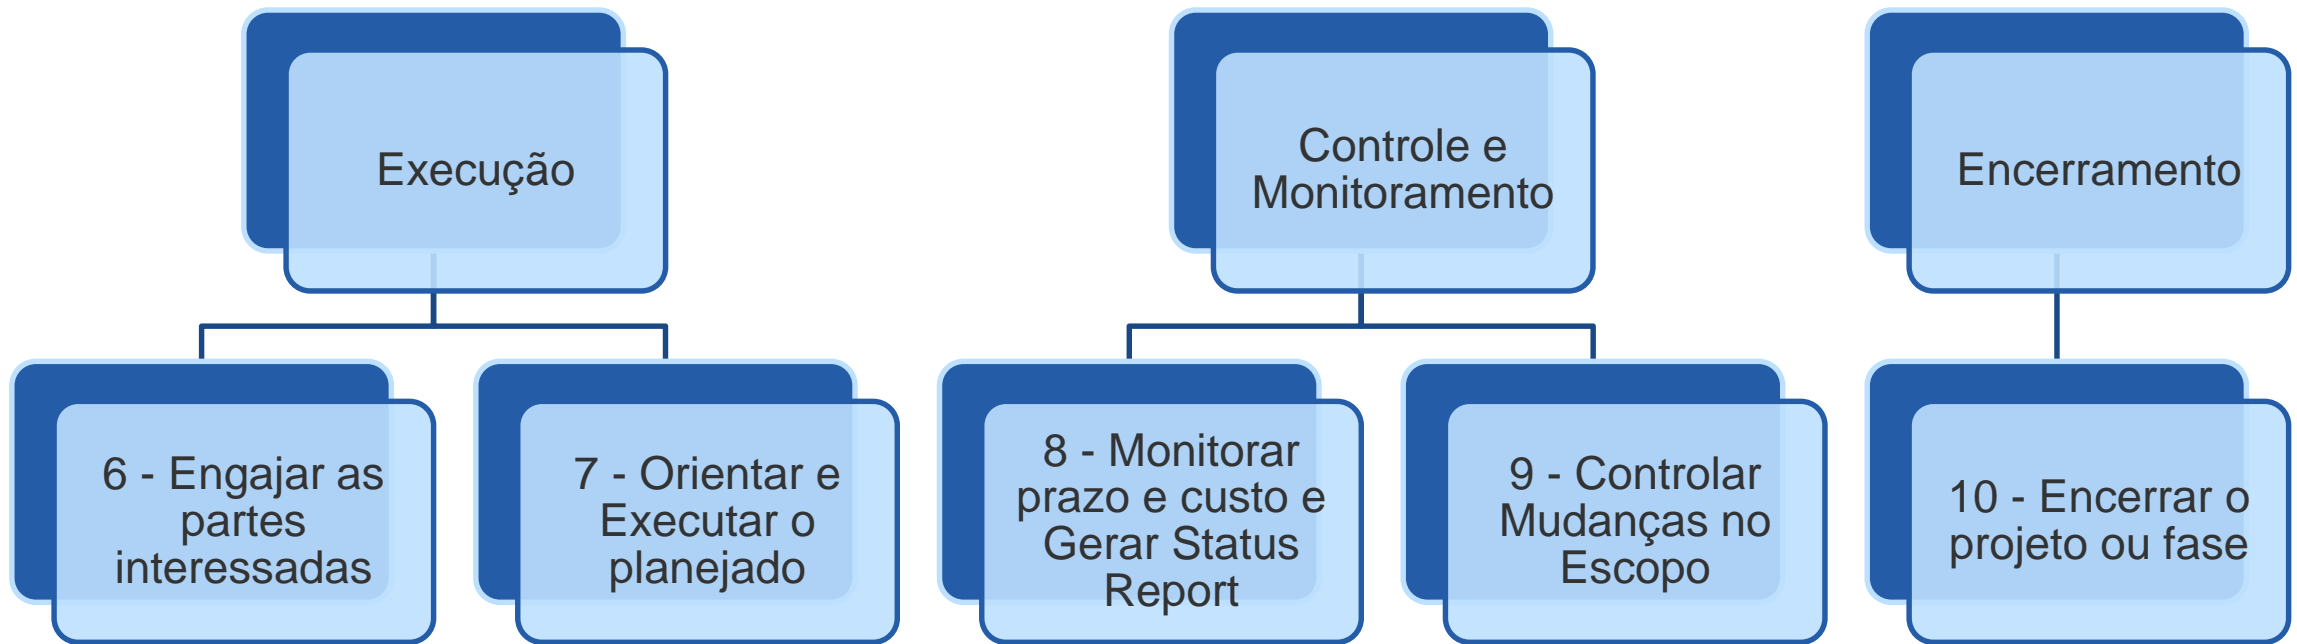 Execução
Controle e
Monitoramento
Encerramento
6 - Engajar as
partes
interessadas
7 - Orientar e
Executar o
planejado
8 - Monitorar
prazo e custo e
Gerar Status
Report
9 - Controlar
Mudanças no
Escopo
10 - Encerrar o
projeto ou fase